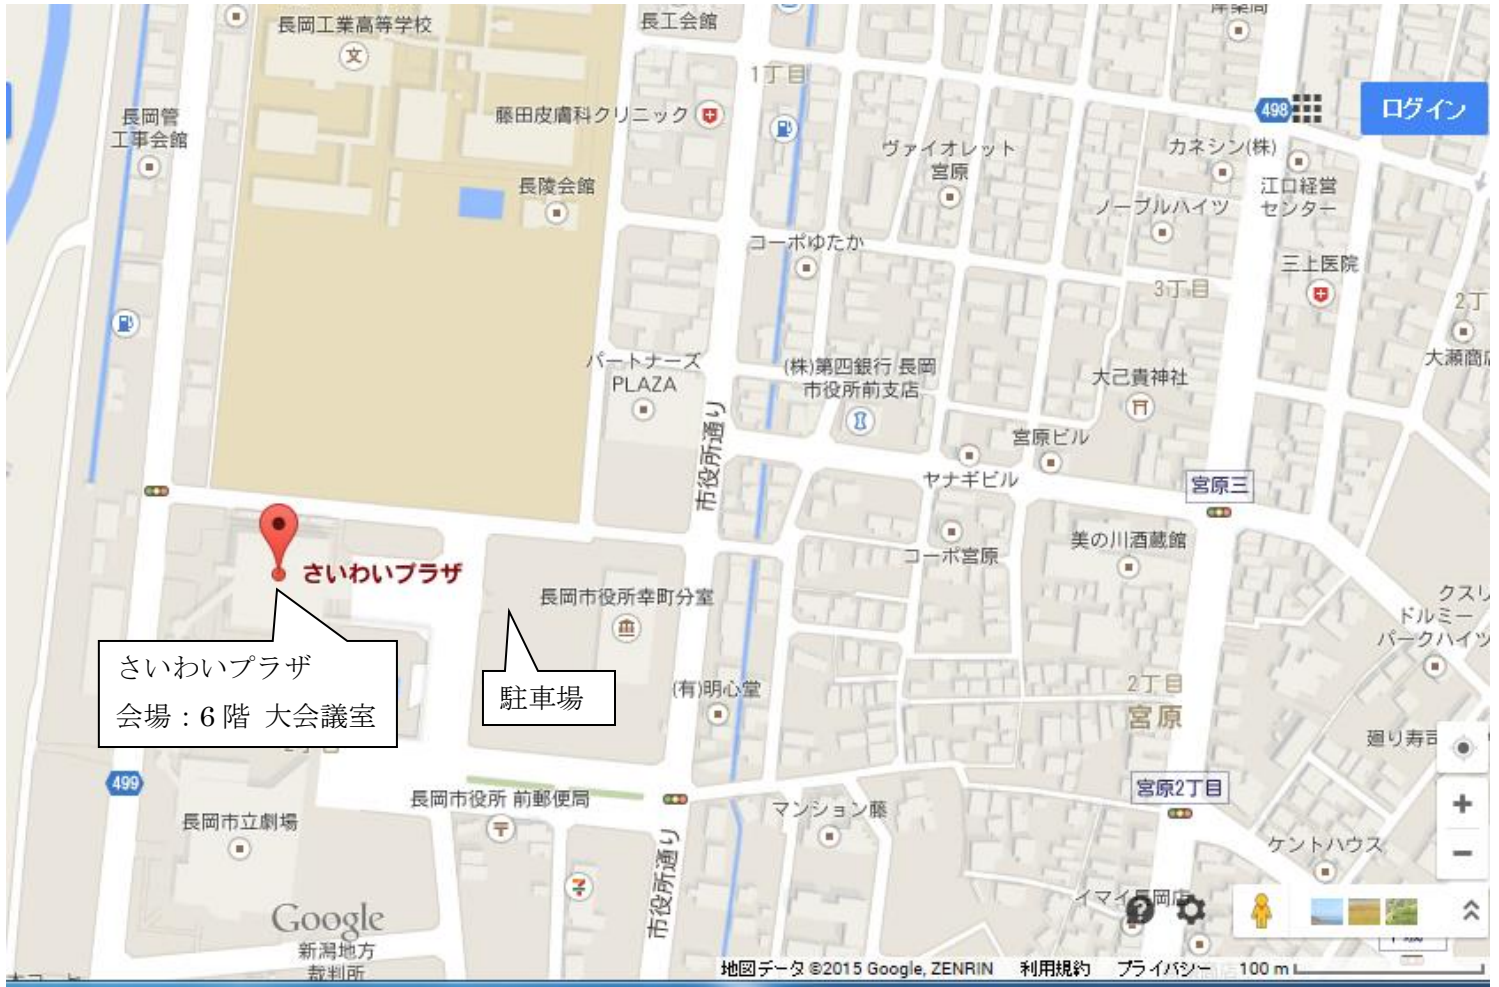 長岡工業高等学校
長工会館
1丁目
498
ログイン
長岡管
工事会館
藤田皮膚科クリニック
ヴァイオレット
宮原
カネシン(株)
長陵会館
江口経営
センター
ノーブルハイツ
コーポゆたか
三上医院
3丁目
2丁
大瀬商店
パートナーズ
PLAZA
(株)第四銀行 長岡
市役所前支店
大己貴神社
市役所通り
宮原ビル
ヤナギビル
宮原三
さいわいプラザ
コーポ宮原
美の川酒蔵館
長岡市役所幸町分室
クスリ
ドルミー
パークハイツ
さいわいプラザ
会場：6階 大会議室
駐車場
(有)明心堂
2丁目
宮原
廻り寿司
499
長岡市役所 前郵便局
宮原2丁目
マンション藤
長岡市立劇場
ケントハウス
市役所通り
イマイ長岡店
Google
新潟地方
裁判所
地図データ ©2015 Google, ZENRIN 利用規約 プライバシー 100 m